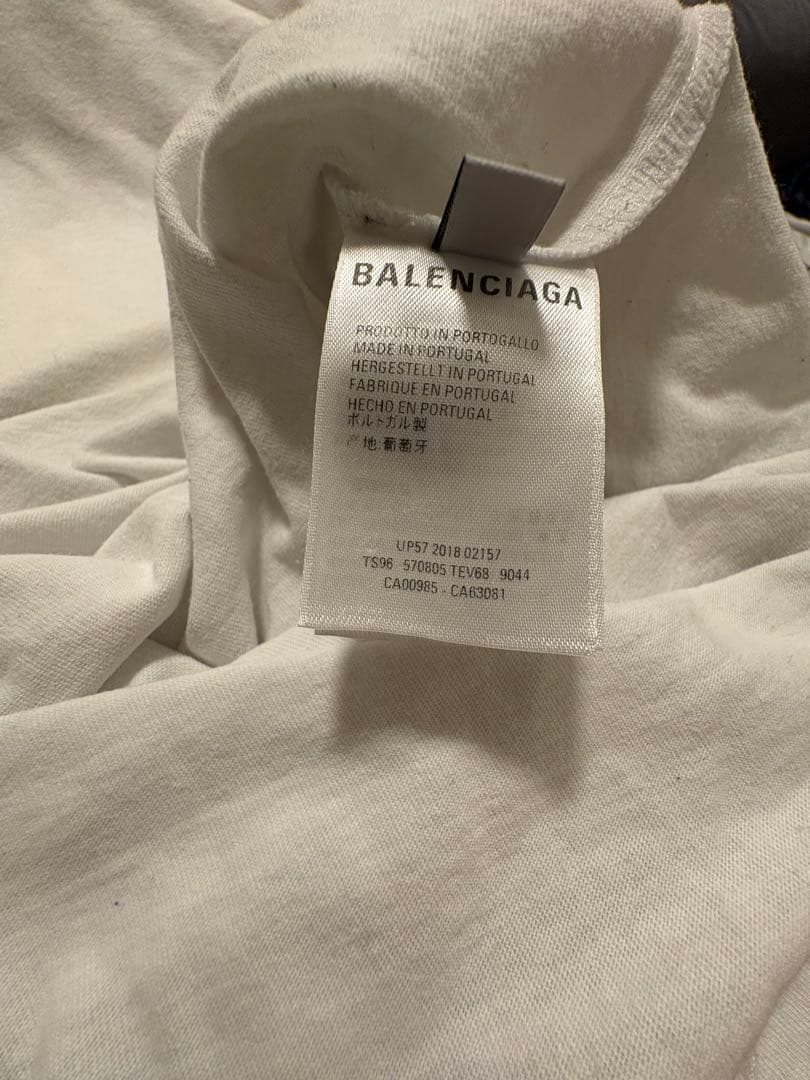 BALENCIAGA
PRODOTTO IN PORTOGALLO
MADE IN PORTUGAL
HERGESTELLT IN PORTUGAL
FABRIQUE EN PORTUGAL
HECHO EN PORTUGAL
ポルトガル製
产地:葡萄牙
UP57 2018 02157
TS96 570805 TEV68 9044
CA00985 - CA63081